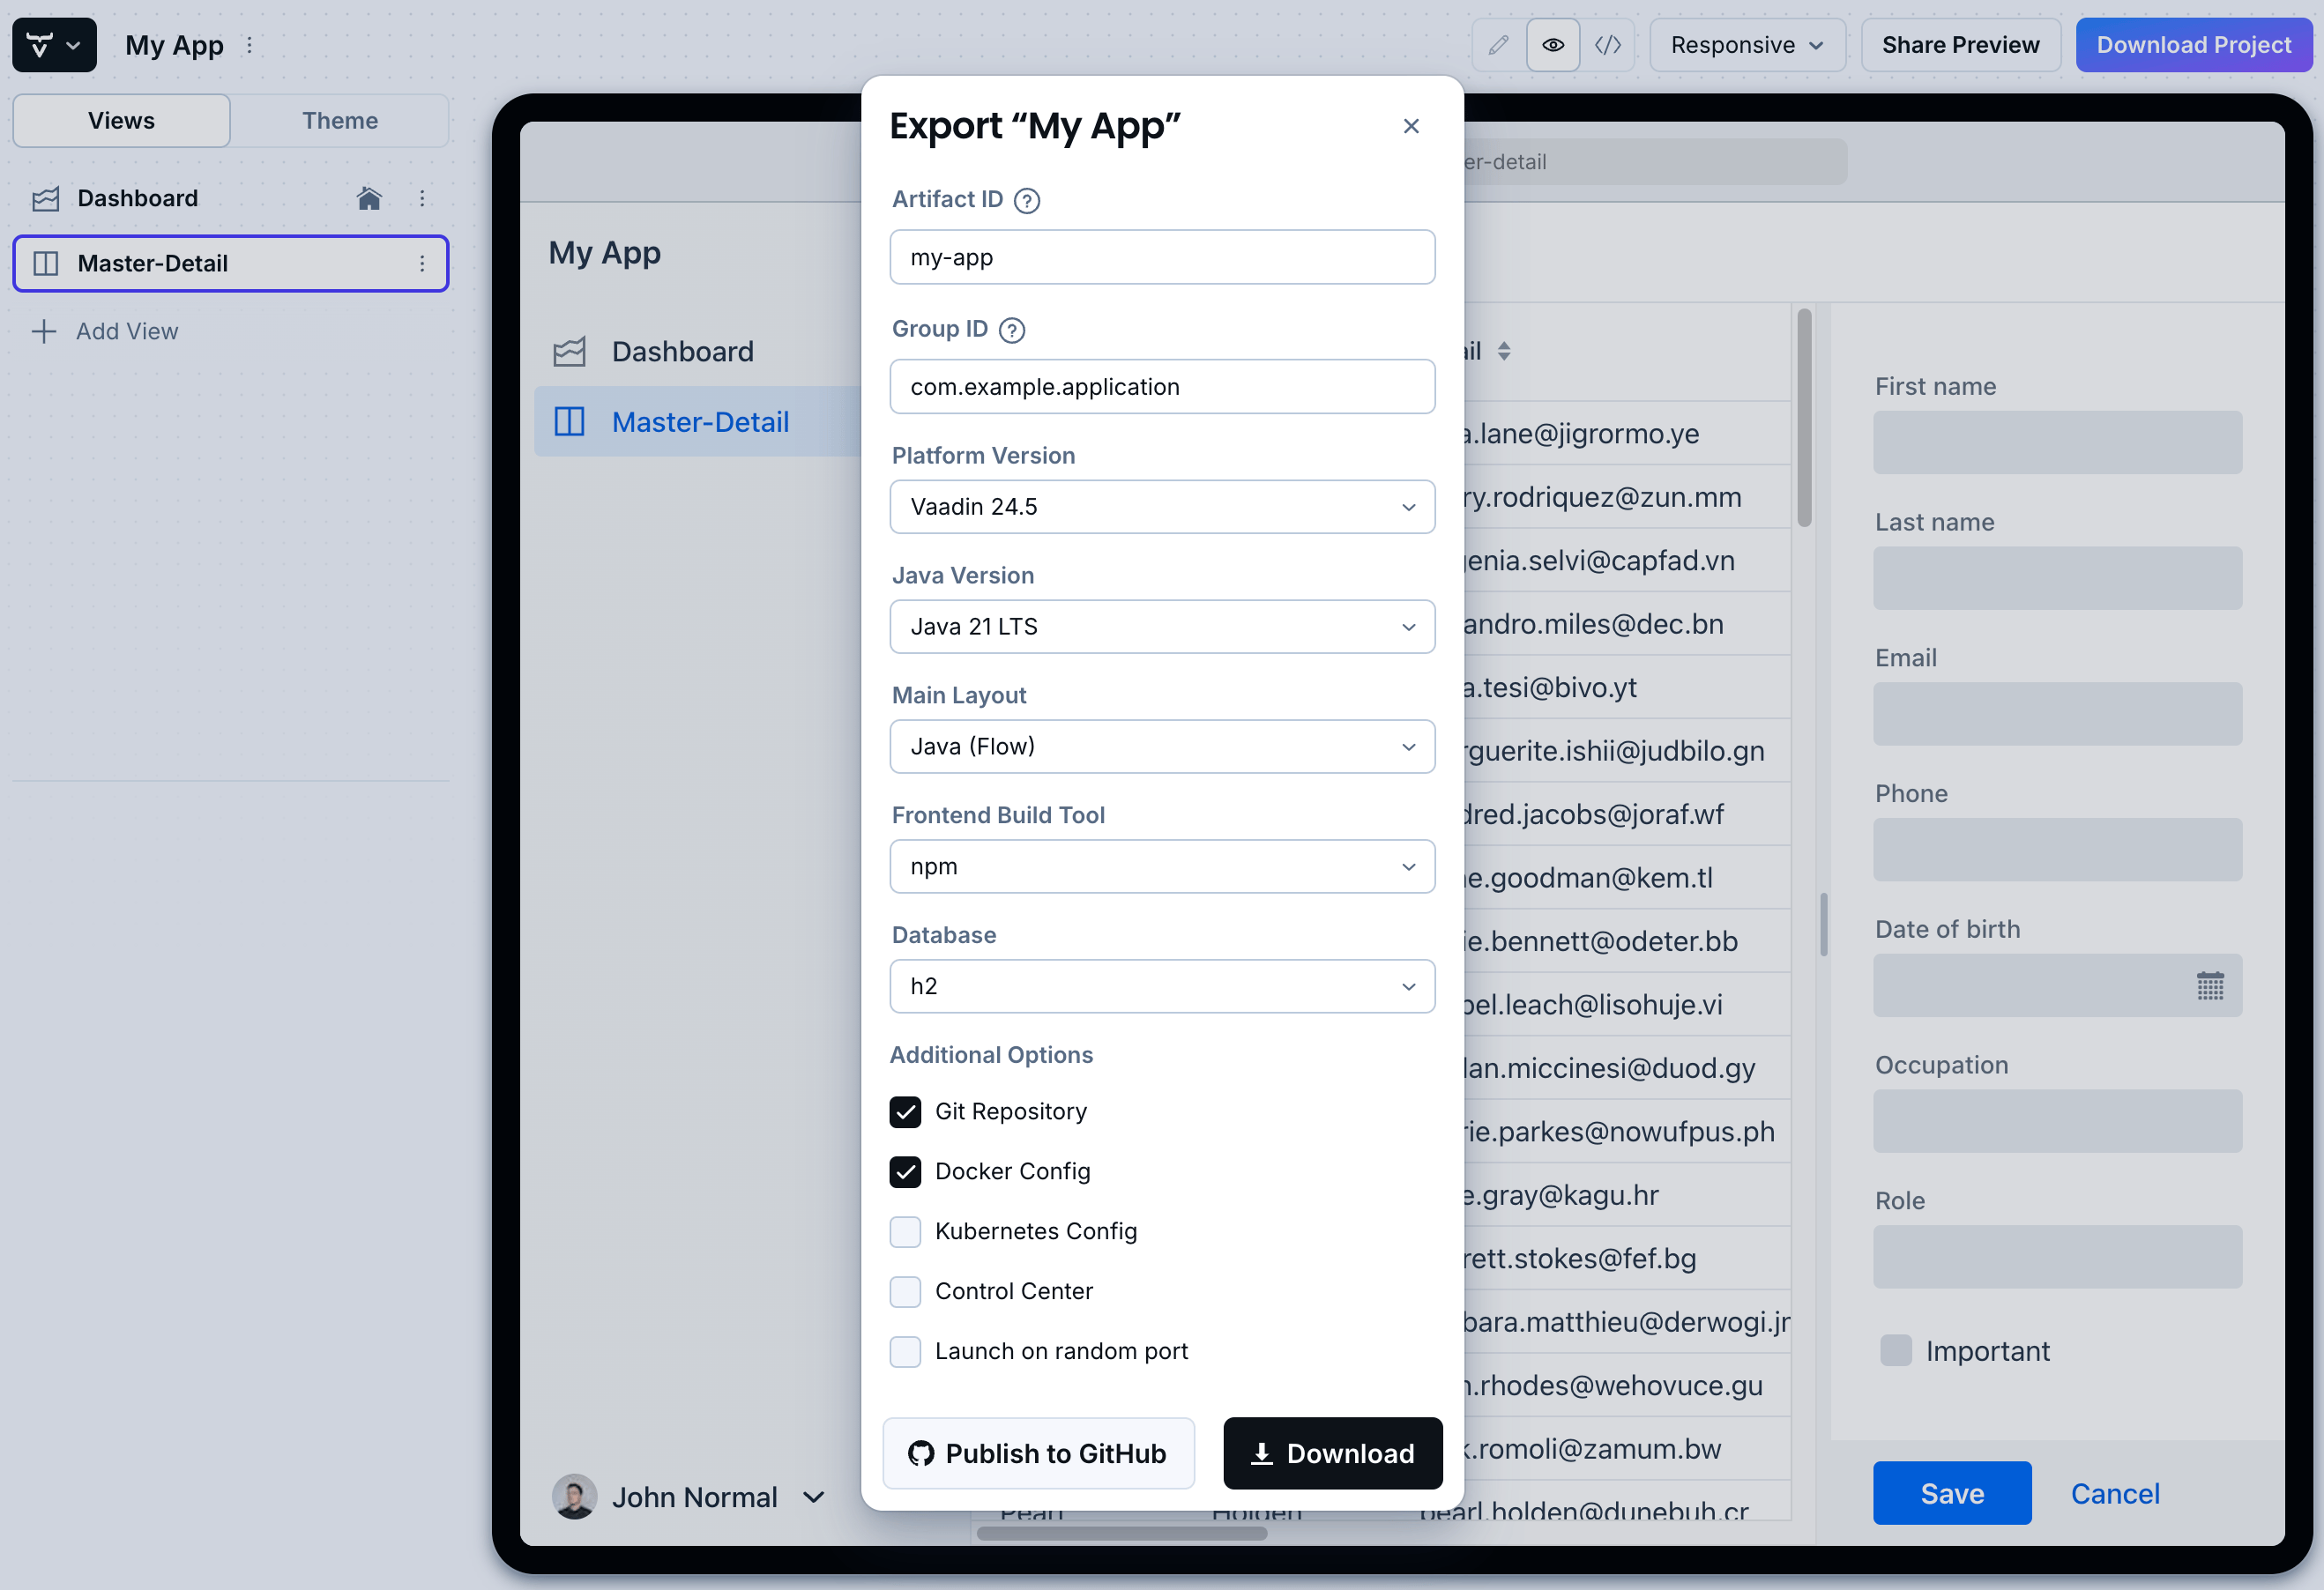 My App
Responsive
Share Preview
Download Project
Views
Theme
Dashboard
Master-Detail
Add View
My App
Dashboard
Master-Detail
John Normal
Export “My App”
Artifact ID
my-app
Group ID
com.example.application
Platform Version
Vaadin 24.5
Java Version
Java 21 LTS
Main Layout
Java (Flow)
Frontend Build Tool
npm
Database
h2
Additional Options
Git Repository
Docker Config
Kubernetes Config
Control Center
Launch on random port
Publish to GitHub
Download
er-detail
ail
a.lane@jigrormo.ye
ry.rodriquez@zun.mm
enia.selvi@capfad.vn
andro.miles@dec.bn
a.tesi@bivo.yt
rguerite.ishii@judbilo.gn
dred.jacobs@joraf.wf
e.goodman@kem.tl
ie.bennett@odeter.bb
bel.leach@lisohuje.vi
lan.miccinesi@duod.gy
rie.parkes@nowufpus.ph
e.gray@kagu.hr
rett.stokes@fef.bg
bara.matthieu@derwogi.jr
.rhodes@wehovuce.gu
k.romoli@zamum.bw
Pearl Holden pearl.holden@dunebuh.cr
First name
Last name
Email
Phone
Date of birth
Occupation
Role
Important
Save
Cancel